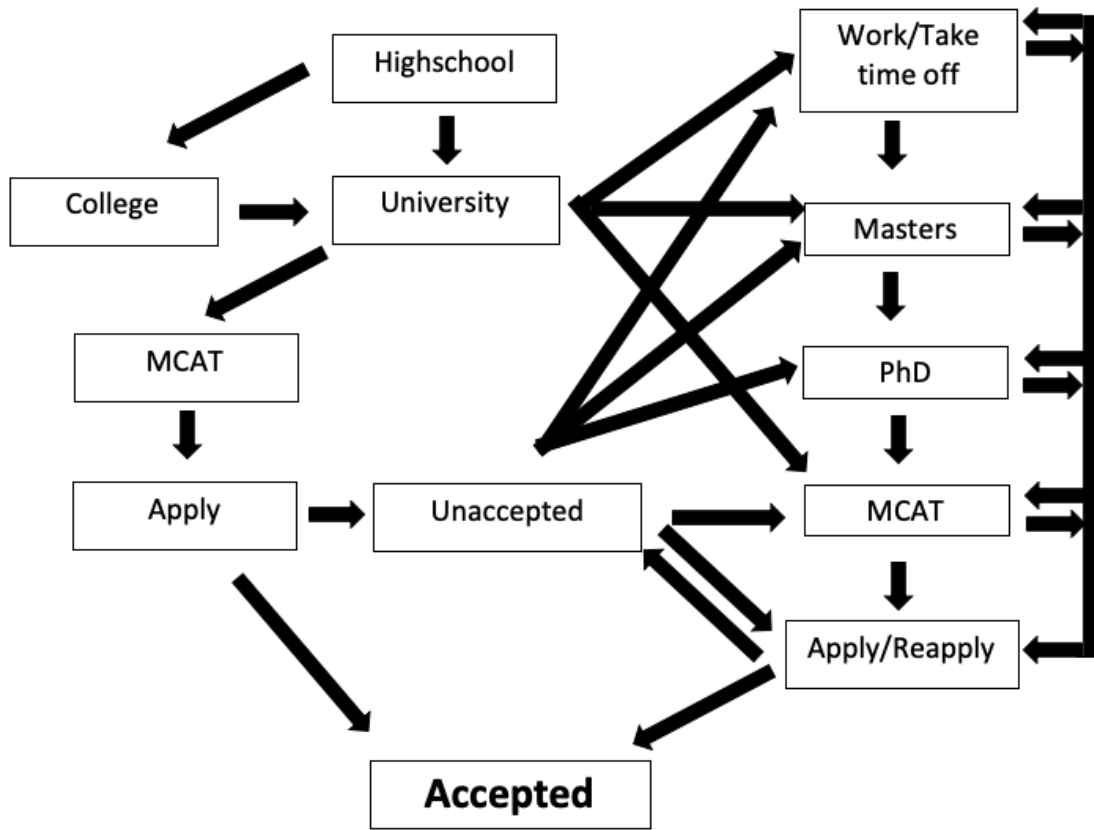 Highschool
College
University
MCAT
Apply
Unaccepted
Work/Take
time off
Masters
PhD
MCAT
Apply/Reapply
Accepted